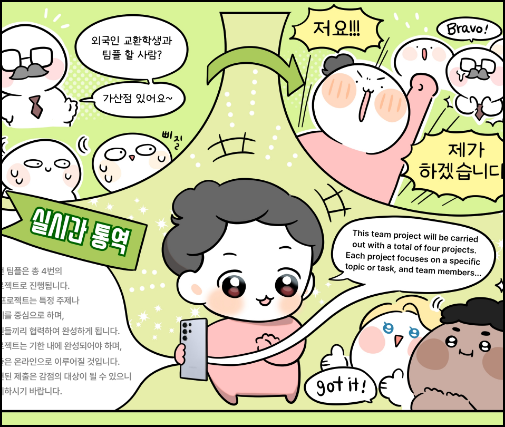 외국인 교환학생과
팀플 할 사람?
가산점 있어요~
삐질
저요!!!
Bravo!
제가
하겠습니다
실시간 통역
팀플은 총 4번의
프로젝트로 진행됩니다.
프로젝트는 특정 주제나
를 중심으로 하며,
들끼리 협력하여 완성하게 됩니다.
프로젝트는 기한 내에 완성되어야 하며,
은 온라인으로 이루어질 것입니다.
된 제출은 감점의 대상이 될 수 있으니
하시기 바랍니다.
This team project will be carried
out with a total of four projects.
Each project focuses on a specific
topic or task, and team members...
got it!